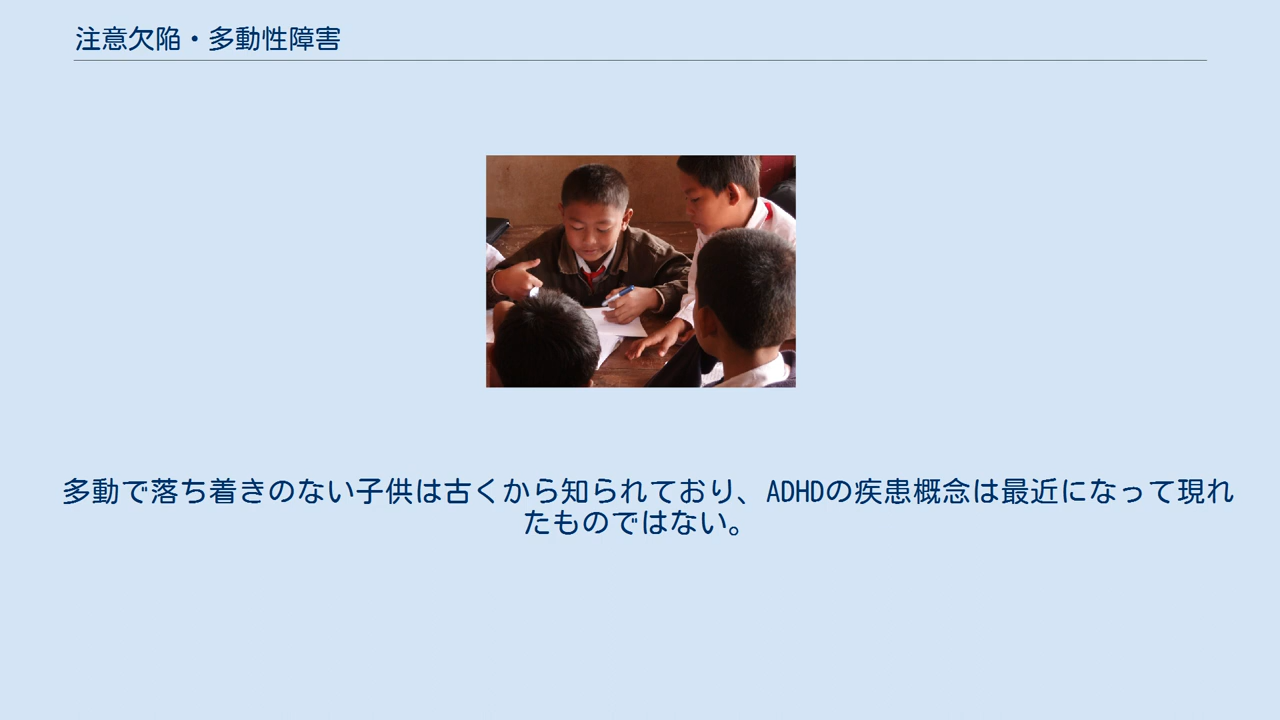 注意欠陥・多動性障害
多動で落ち着きのない子供は古くから知られており、ADHDの疾患概念は最近になって現れ
たものではない。